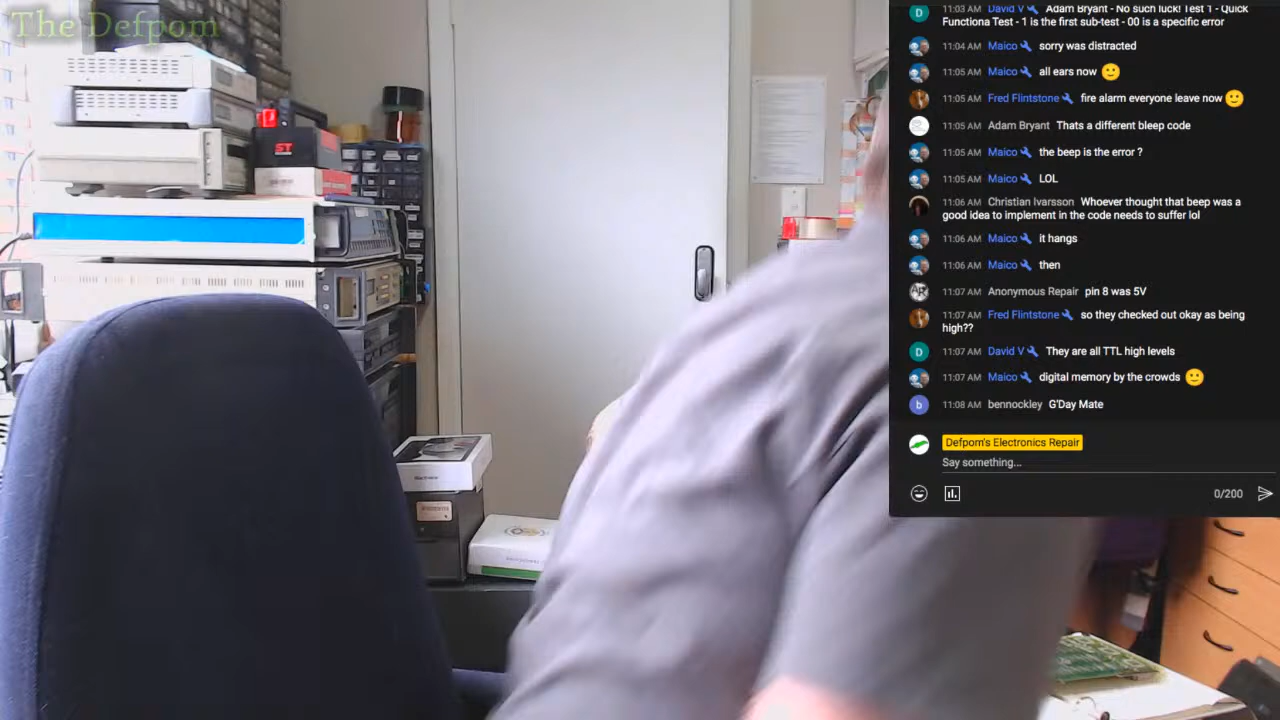 The Defpom
ST
11:03 AM David V Adam Bryant - No such luck! Test 1 - Quick
Functiona Test - 1 is the first sub-test - 00 is a specific error
11:04 AM Maico sorry was distracted
11:05 AM Maico all ears now
11:05 AM Fred Flintstone fire alarm everyone leave now
11:05 AM Adam Bryant Thats a different bleep code
11:05 AM Maico the beep is the error ?
11:05 AM Maico LOL
11:06 AM Christian Ivarsson Whoever thought that beep was a
good idea to implement in the code needs to suffer lol
11:06 AM Maico it hangs
11:06 AM Maico then
11:07 AM Anonymous Repair pin 8 was 5V
11:07 AM Fred Flintstone so they checked out okay as being
high??
11:07 AM David V They are all TTL high levels
11:07 AM Maico digital memory by the crowds
11:08 AM bennockley G'Day Mate
Defpom's Electronics Repair
Say something...
0/200